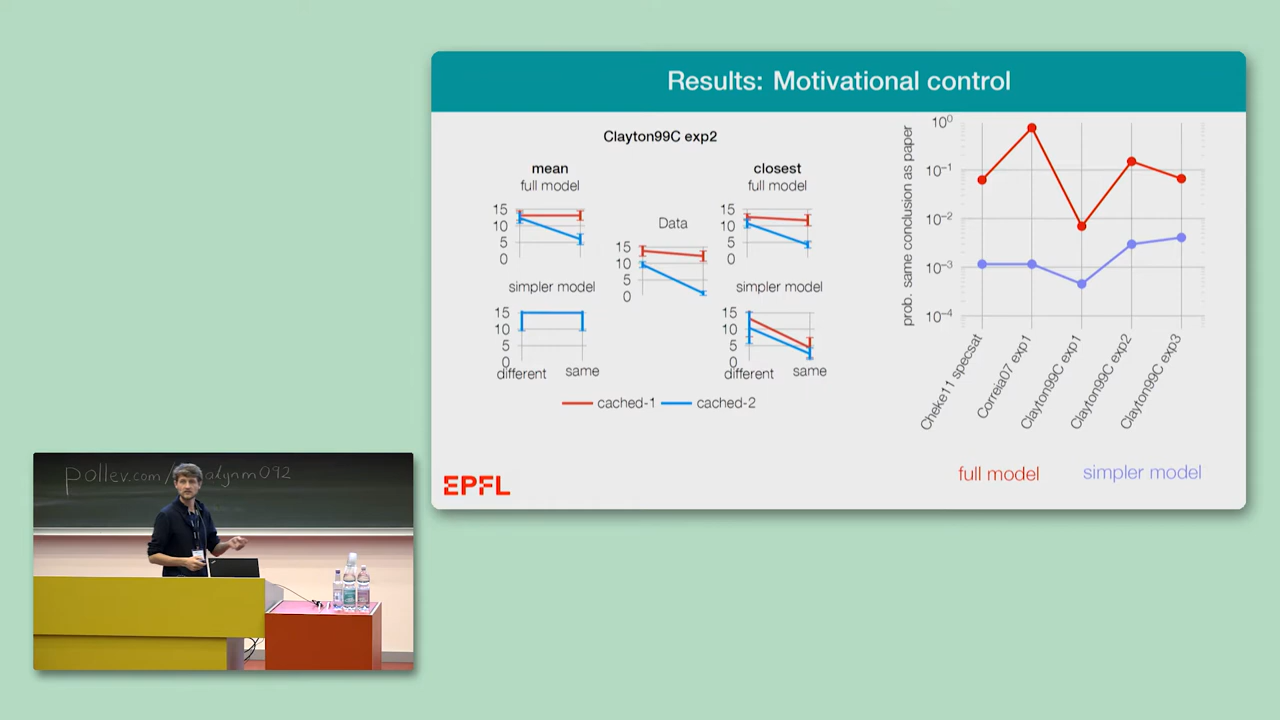 Results: Motivational control
Clayton99C exp2
mean
full model
15
10
5
0
Data
15
10
5
0
closest
full model
15
10
5
0
simpler model
15
10
5
0
different
same
simpler model
15
10
5
0
different
same
cached-1
cached-2
prob. same conclusion as paper
10⁰
10⁻¹
10⁻²
10⁻³
10⁻⁴
Cheke11 specsat
Correia07 exp1
Clayton99C exp1
Clayton99C exp2
Clayton99C exp3
full model
simpler model
EPFL
pollev.com/